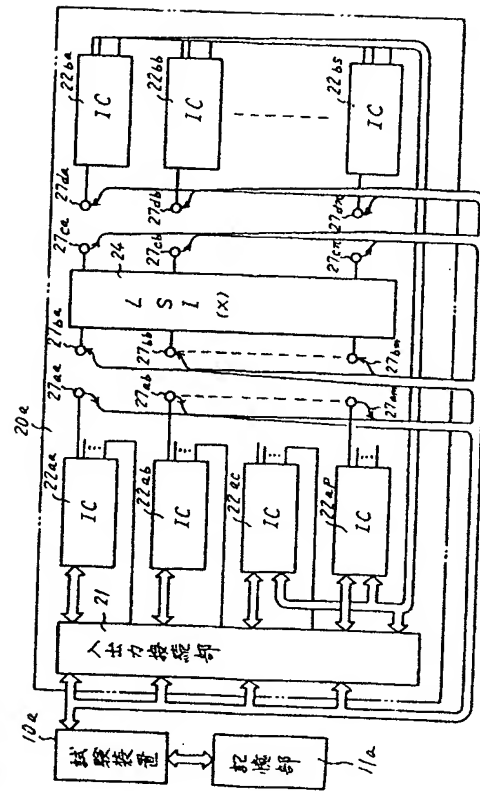 10a
試験装置
記憶部
11a
20a
21
入出力接続部
22aa
IC
22ab
IC
22ac
IC
22ap
IC
27aa
27ba
27ab
27bb
27am
27bm
24
LSI
(X)
27ca
27da
27cb
27db
27cn
27dn
22ba
IC
22bb
IC
22bs
IC